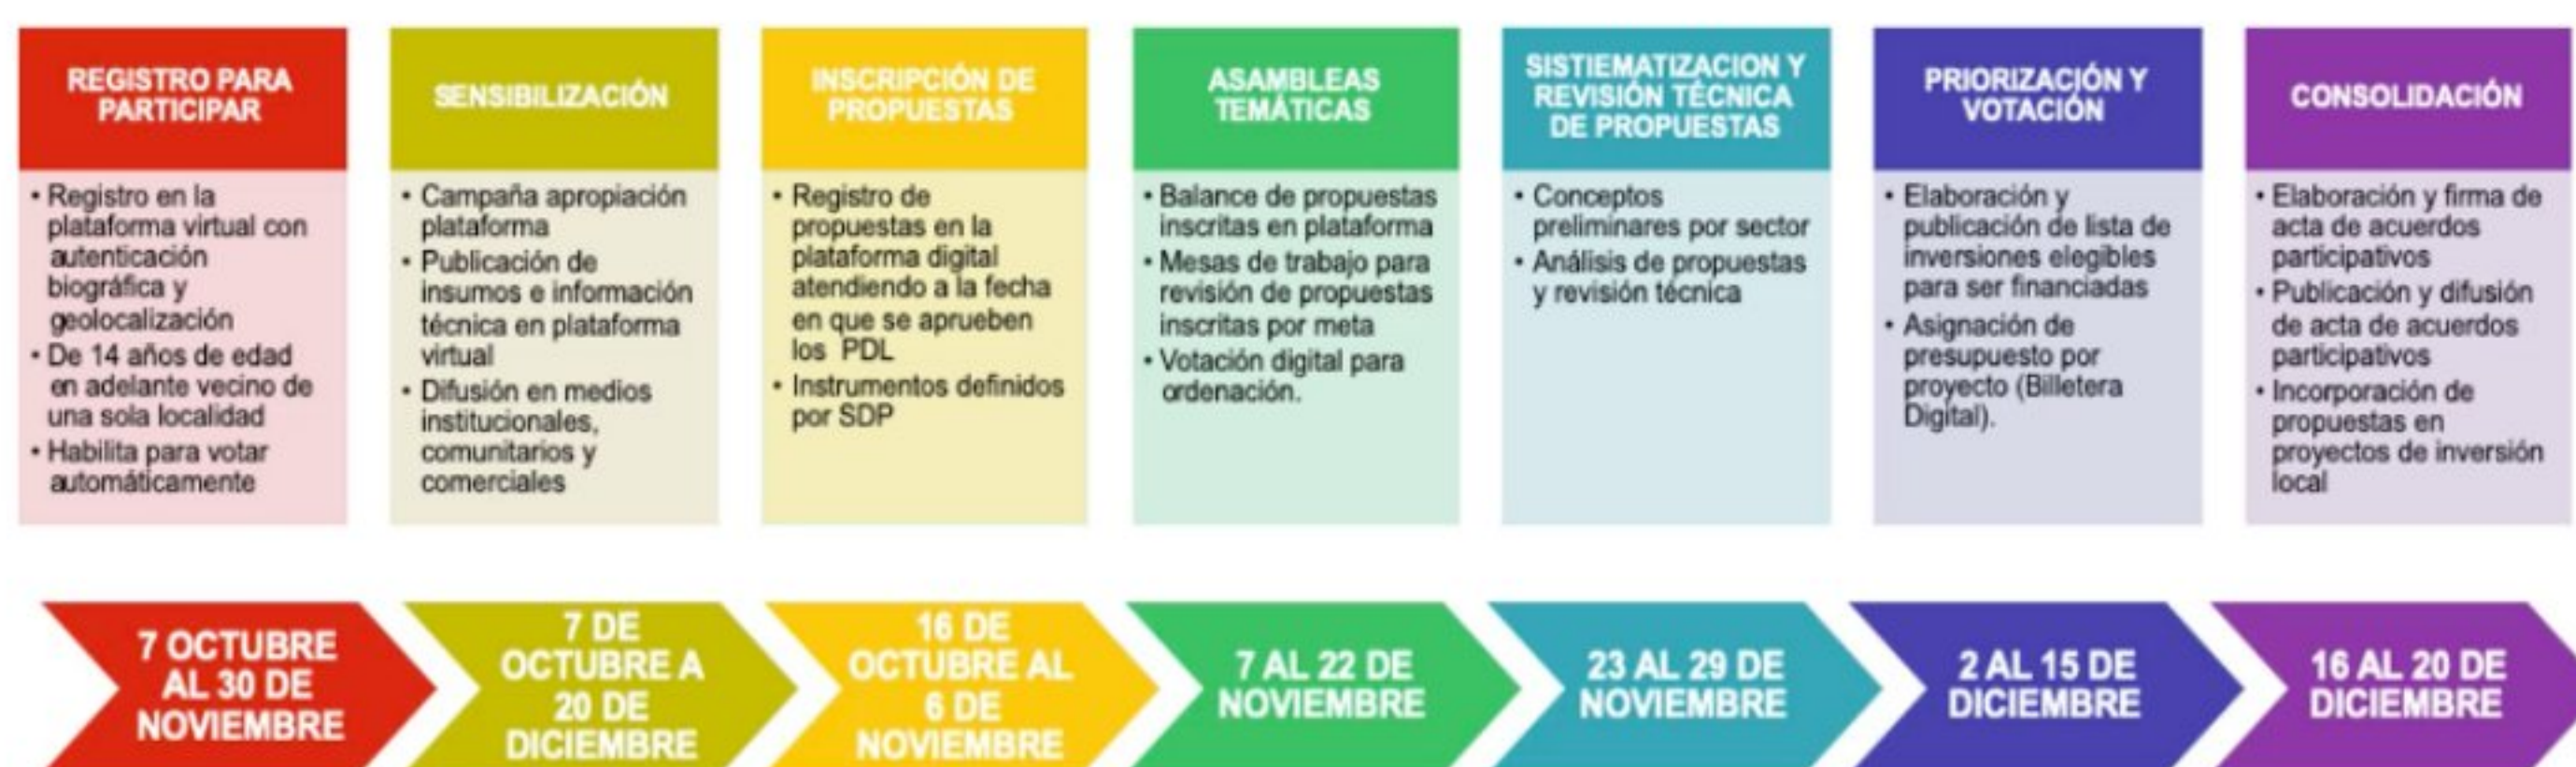 REGISTRO PARA
PARTICIPAR
• Registro en la
plataforma virtual con
autenticación
biográfica y
geolocalización
• De 14 años de edad
en adelante vecino de
una sola localidad
• Habilita para votar
automáticamente
SENSIBILIZACIÓN
• Campaña apropiación
plataforma
• Publicación de
insumos e información
técnica en plataforma
virtual
• Difusión en medios
institucionales,
comunitarios y
comerciales
INSCRIPCIÓN DE
PROPUESTAS
• Registro de
propuestas en la
plataforma digital
atendiendo a la fecha
en que se aprueben
los PDL
• Instrumentos definidos
por SDP
ASAMBLEAS
TEMÁTICAS
• Balance de propuestas
inscritas en plataforma
• Mesas de trabajo para
revisión de propuestas
inscritas por meta
• Votación digital para
ordenación.
SISTIEMATIZACION Y
REVISIÓN TÉCNICA
DE PROPUESTAS
• Conceptos
preliminares por sector
• Análisis de propuestas
y revisión técnica
PRIORIZACIÓN Y
VOTACIÓN
• Elaboración y
publicación de lista de
inversiones elegibles
para ser financiadas
• Asignación de
presupuesto por
proyecto (Billetera
Digital).
CONSOLIDACIÓN
• Elaboración y firma de
acta de acuerdos
participativos
• Publicación y difusión
de acta de acuerdos
participativos
• Incorporación de
propuestas en
proyectos de inversión
local
7 OCTUBRE
AL 30 DE
NOVIEMBRE
7 DE
OCTUBRE A
20 DE
DICIEMBRE
16 DE
OCTUBRE AL
6 DE
NOVIEMBRE
7 AL 22 DE
NOVIEMBRE
23 AL 29 DE
NOVIEMBRE
2 AL 15 DE
DICIEMBRE
16 AL 20 DE
DICIEMBRE